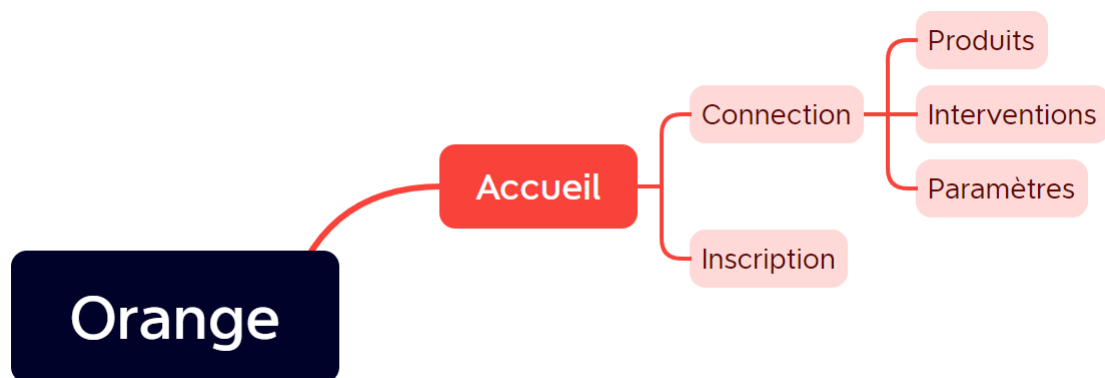 Orange
Accueil
Connection
Produits
Interventions
Paramètres
Inscription